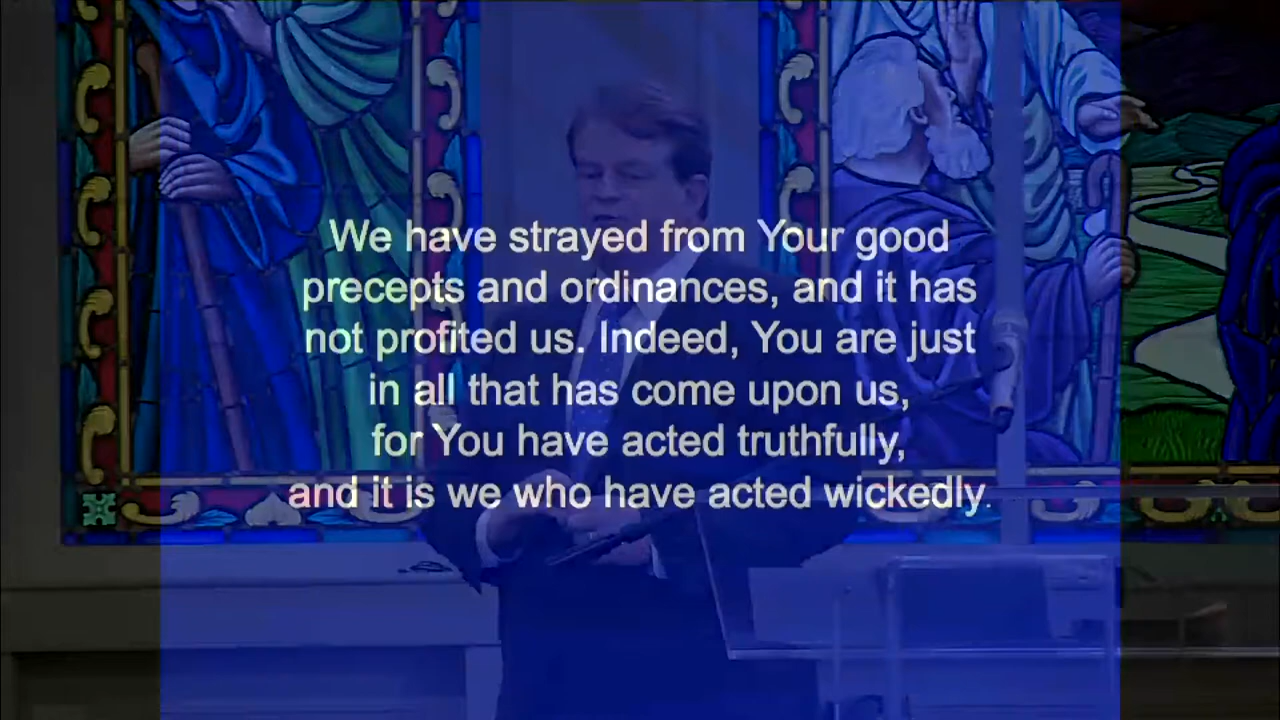 We have strayed from Your good
precepts and ordinances, and it has
not profited us. Indeed, You are just
in all that has come upon us,
for You have acted truthfully,
and it is we who have acted wickedly.